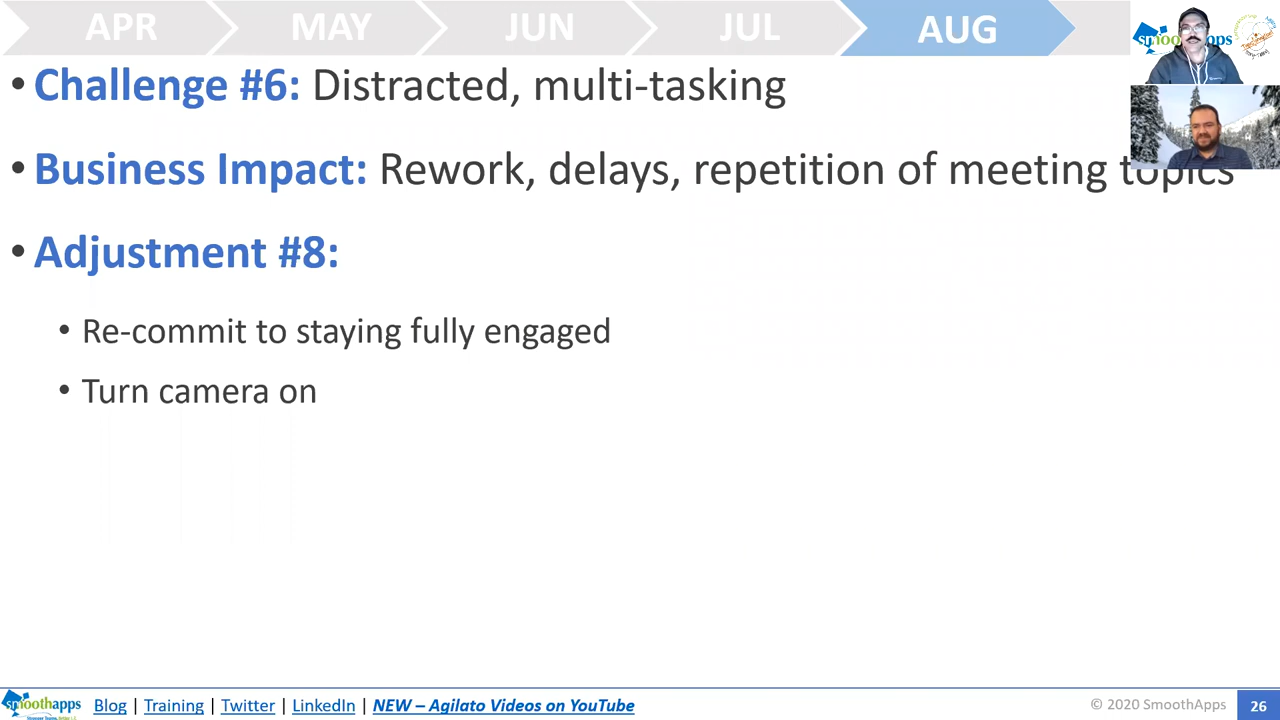 APR MAY JUN JUL AUG
smoothapps
• Challenge #6: Distracted, multi-tasking
• Business Impact: Rework, delays, repetition of meeting topics
• Adjustment #8:
• Re-commit to staying fully engaged
• Turn camera on
smoothapps
Blog | Training | Twitter | LinkedIn | NEW – Agilato Videos on YouTube
© 2020 SmoothApps 26